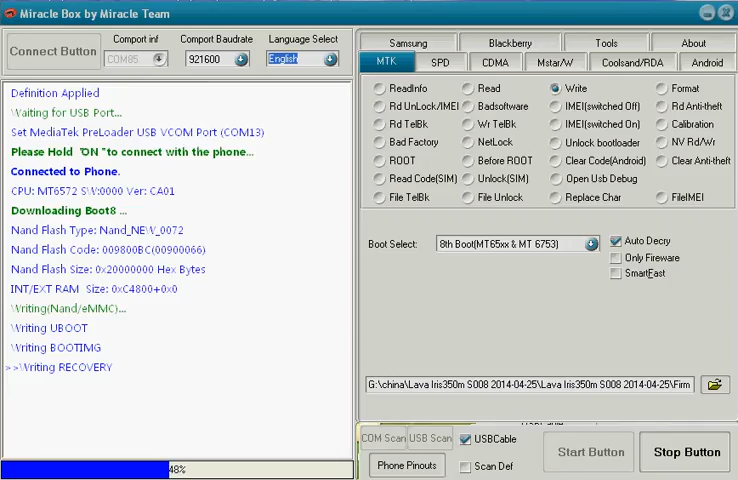 Miracle Box by Miracle Team
Connect Button
Comport inf
COM85
Comport Baudrate
921600
Language Select
English
Definition Applied
Waiting for USB Port...
Set MediaTek PreLoader USB VCOM Port (COM13)
Please Hold "ON "to connect with the phone...
Connected to Phone.
CPU: MT6572 S\V:0000 Ver: CA01
Downloading Boot8 ...
Nand Flash Type: Nand_NEW_0072
Nand Flash Code: 009800BC(00900066)
Nand Flash Size: 0x20000000 Hex Bytes
INT/EXT RAM Size: 0xC4800+0x0
Writing(Nand/eMMC)...
Writing UBOOT
Writing BOOTIMG
>>Writing RECOVERY
48%
Samsung Blackberry Tools About
MTK SPD CDMA Mstar/W Coolsand/RDA Android
ReadInfo Read Write Format
Rd UnLock/IMEI Badsoftware IMEI(switched Off) Rd Anti-theft
Rd TelBk Wr TelBk IMEI(switched On) Calibration
Bad Factory NetLock Unlock bootloader NV Rd/Wr
ROOT Before ROOT Clear Code(Android) Clear Anti-theft
Read Code(SIM) Unlock(SIM) Open Usb Debug
File TelBk File Unlock Replace Char FileIMEI
Boot Select: 8th Boot(MT65xx & MT 6753) Auto Decry
Only Fireware
SmartFast
G:\china\Lava Iris350m S008 2014-04-25\Lava Iris350m S008 2014-04-25\Firm
COM Scan USB Scan USBCable
Start Button Stop Button
Phone Pinouts Scan Def